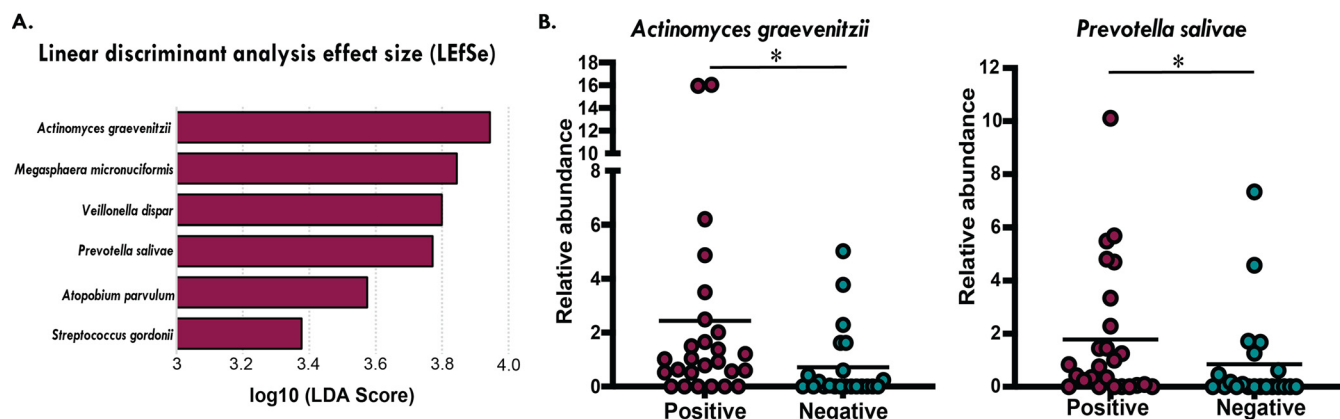 A.
Linear discriminant analysis effect size (LEfSe)
Actinomyces graevenitzii
Megasphaera micronuciformis
Veillonella dispar
Prevotella salivae
Atopobium parvulum
Streptococcus gordonii
3 3.2 3.4 3.6 3.8 4.0
log10 (LDA Score)
B.
Actinomyces graevenitzii
*
Relative abundance
18
16
14
12
10
8
6
4
2
0
Positive Negative
Prevotella salivae
*
Relative abundance
12
10
8
6
4
2
0
Positive Negative